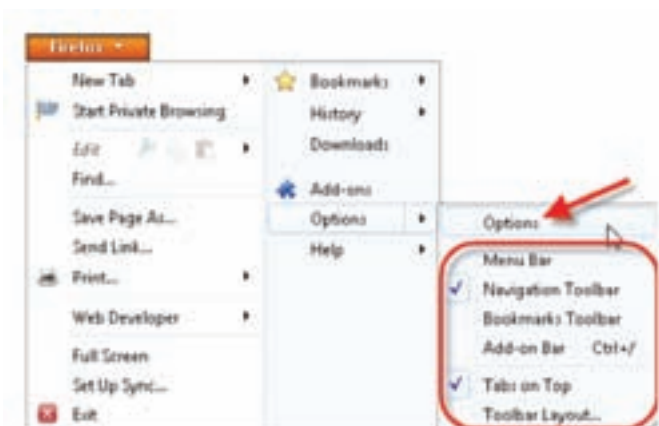 Firefox
New Tab
Start Private Browsing
Edit
Find...
Save Page As...
Send Link...
Print...
Web Developer
Full Screen
Set Up Sync...
Exit
Bookmarks
History
Downloads
Add-ons
Options
Help
Options
Menu Bar
Navigation Toolbar
Bookmarks Toolbar
Add-on Bar Ctrl+/
Tabs on Top
Toolbar Layout...